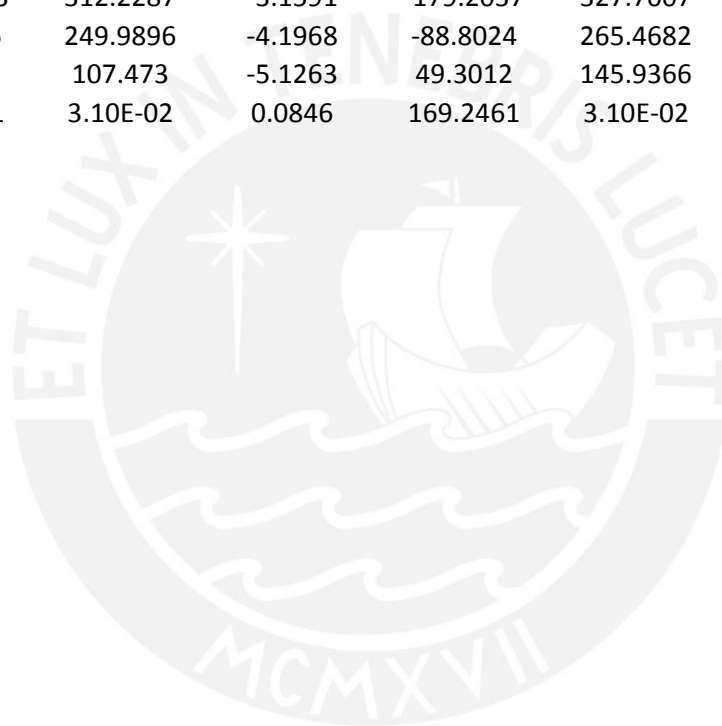 249.9896 -4.1968 -88.8024 265.4682
107.473 -5.1263 49.3012 145.9366
3.10E-02 0.0846 169.2461 3.10E-02
ET LUX IN TENEBRIS LUCET
MCMXVII